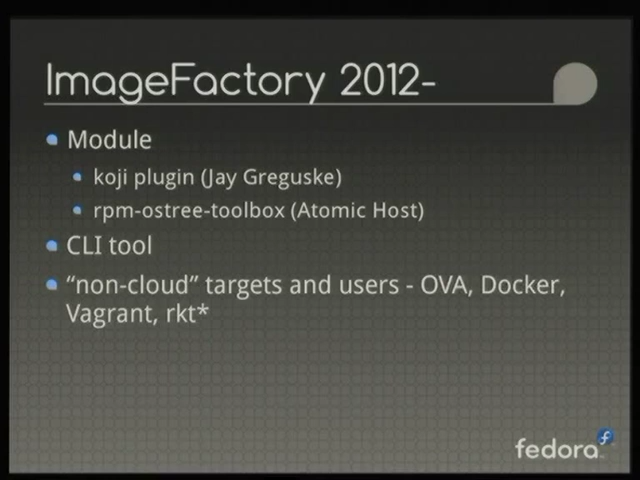 ImageFactory 2012-
Module
koji plugin (Jay Greguske)
rpm-ostree-toolbox (Atomic Host)
CLI tool
“non-cloud” targets and users - OVA, Docker,
Vagrant, rkt*
fedora